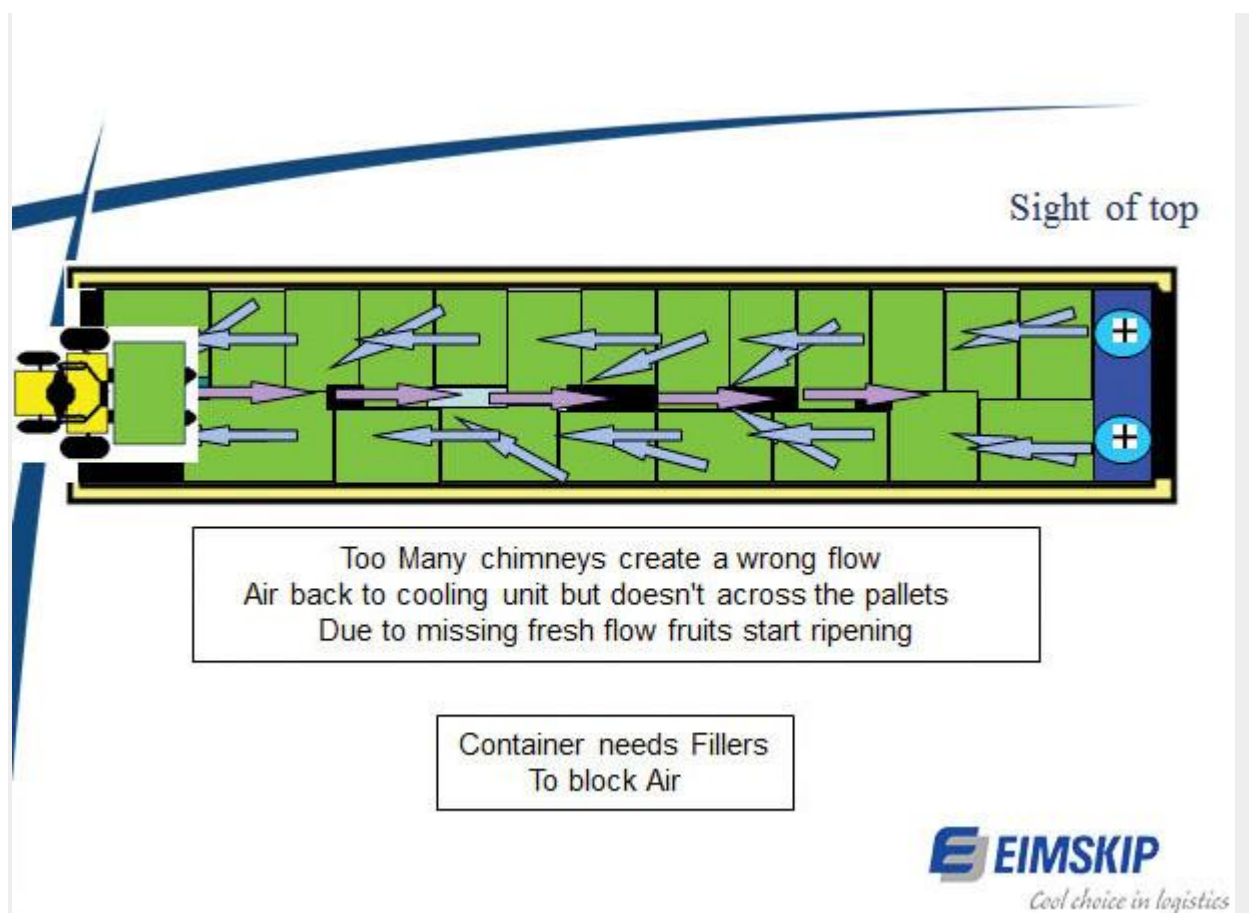 Sight of top
Too Many chimneys create a wrong flow
Air back to cooling unit but doesn't across the pallets
Due to missing fresh flow fruits start ripening
Container needs Fillers
To block Air
EIMSKIP
Cool choice in logistics